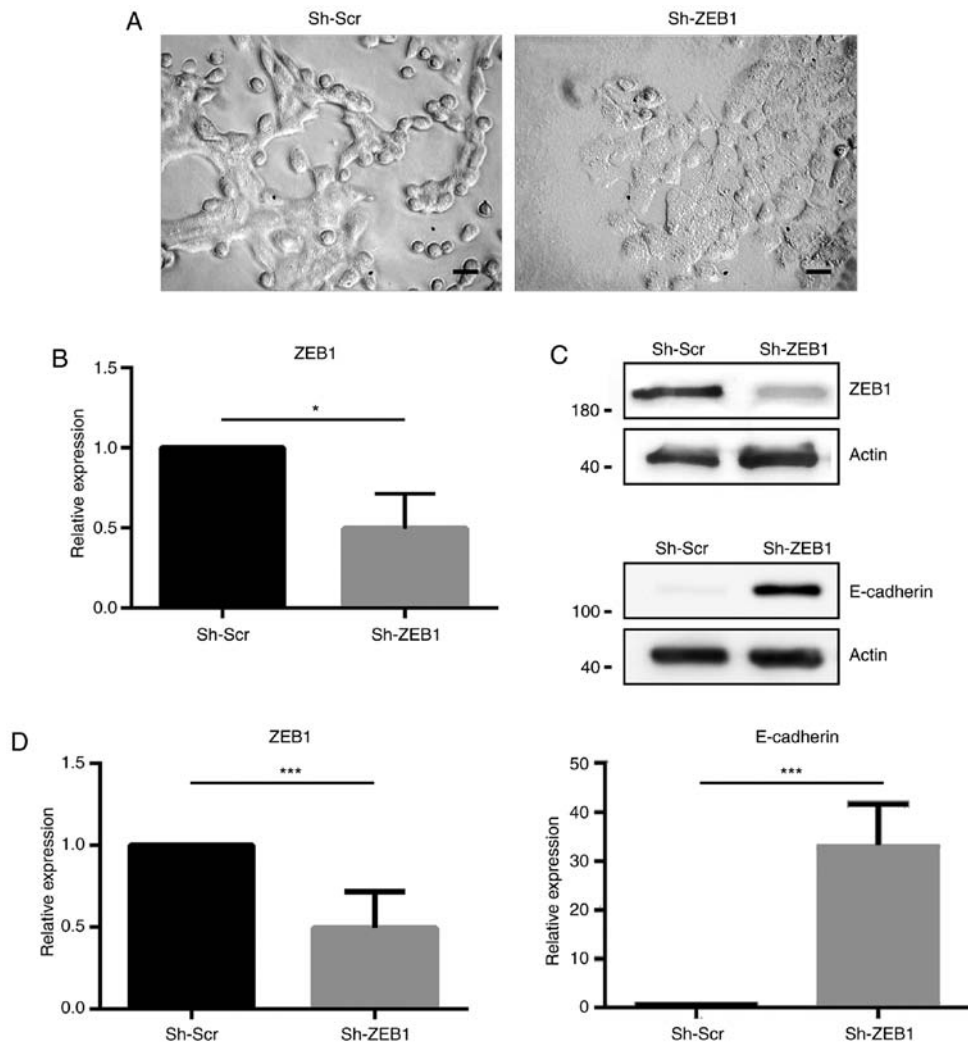 A
Sh-Scr Sh-ZEB1
B
ZEB1
1.5
*
1.0
0.5
0.0
Relative expression
Sh-Scr Sh-ZEB1
C
Sh-Scr Sh-ZEB1
ZEB1
180
Actin
40
Sh-Scr Sh-ZEB1
E-cadherin
100
Actin
40
D
ZEB1
1.5
***
1.0
0.5
0.0
Relative expression
Sh-Scr Sh-ZEB1
E-cadherin
50
***
40
30
20
10
0
Relative expression
Sh-Scr Sh-ZEB1